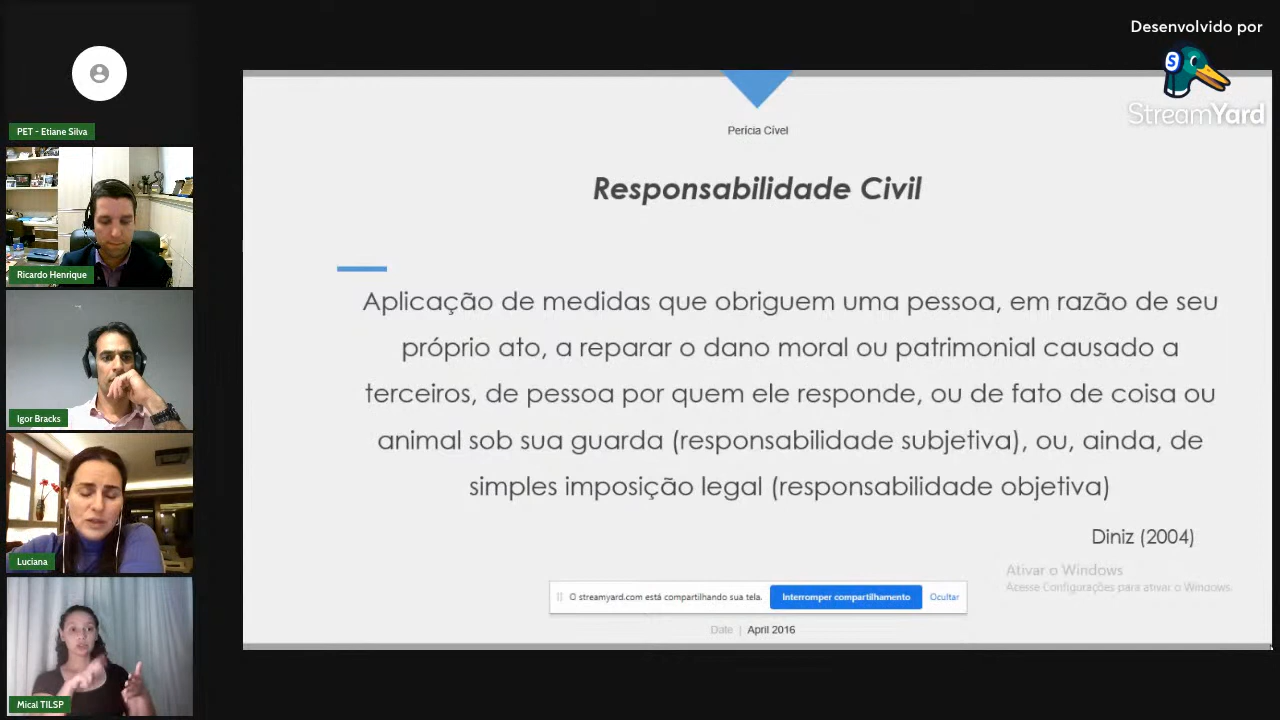 Desenvolvido por
StreamYard
PET - Etiane Silva
Ricardo Henrique
Igor Bracks
Luciana
Mical TILSP
Perícia Cível
Responsabilidade Civil
Aplicação de medidas que obriguem uma pessoa, em razão de seu
próprio ato, a reparar o dano moral ou patrimonial causado a
terceiros, de pessoa por quem ele responde, ou de fato de coisa ou
animal sob sua guarda (responsabilidade subjetiva), ou, ainda, de
simples imposição legal (responsabilidade objetiva)
Diniz (2004)
Ativar o Windows
Acesse Configurações para ativar o Windows.
O streamyard.com está compartilhando sua tela. Interromper compartilhamento Ocultar
Date | April 2016